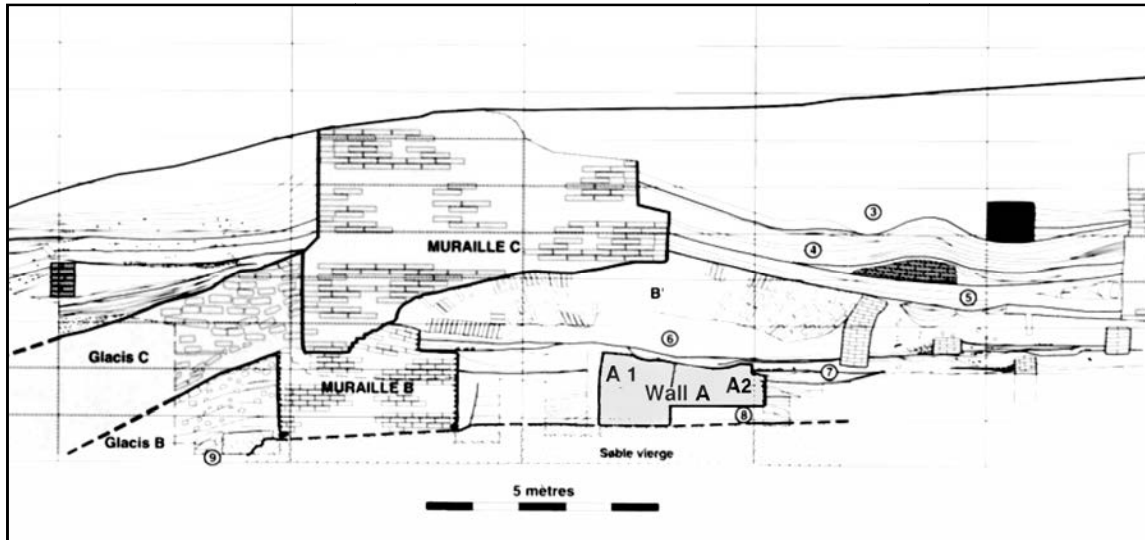 ③
MURAILLE C
④
B'
⑤
⑥
Glacis C
A 1
Wall A
A2
⑦
MURAILLE B
⑧
Glacis B
Sable vierge
⑨
5 mètres